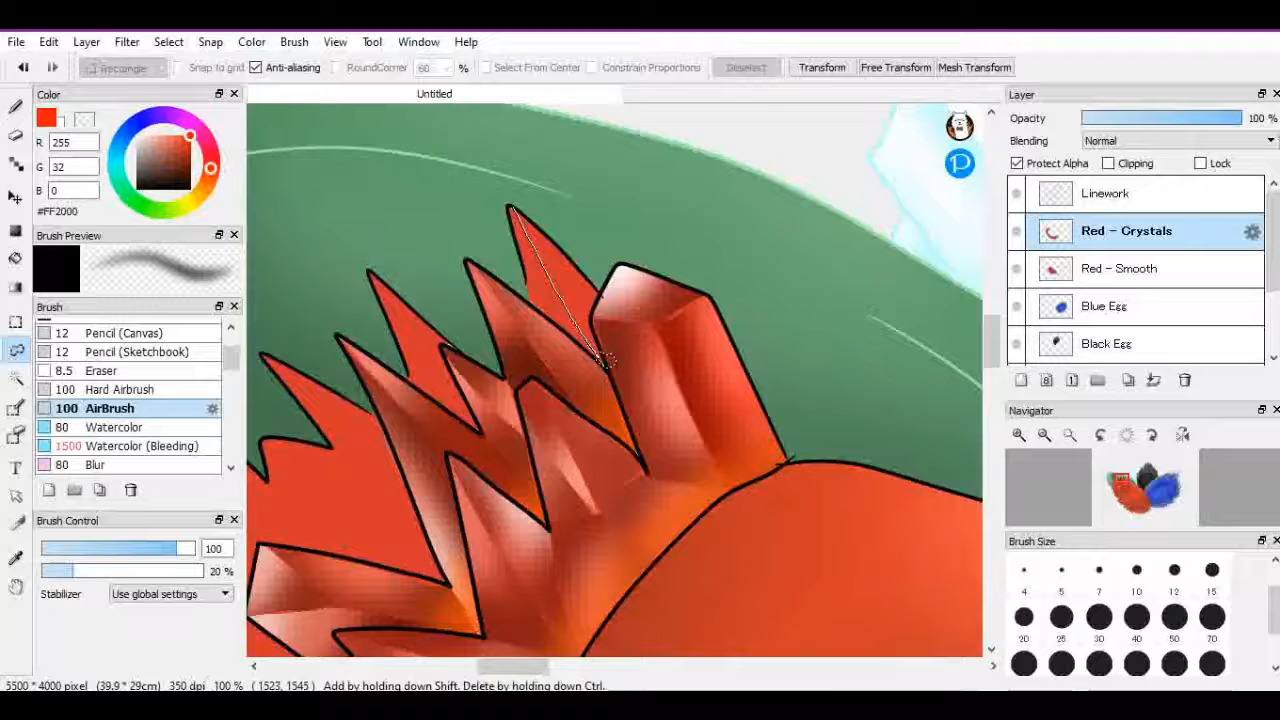 File Edit Layer Filter Select Snap Color Brush View Tool Window Help
Rectangle Snap to grid Anti-aliasing RoundCorner 60 % Select From Center Constrain Proportions Deselect Transform Free Transform Mesh Transform
Color
Untitled
Layer
R 255
G 32
B 0
#FF2000
Brush Preview
Brush
12 Pencil (Canvas)
12 Pencil (Sketchbook)
8.5 Eraser
100 Hard Airbrush
100 AirBrush
80 Watercolor
1500 Watercolor (Bleeding)
80 Blur
Brush Control
100
20 %
Stabilizer Use global settings
Opacity 100 %
Blending Normal
Protect Alpha Clipping Lock
Linework
Red - Crystals
Red - Smooth
Blue Egg
Black Egg
Navigator
Brush Size
4 5 7 10 12 15
20 25 30 40 50 70
5500 * 4000 pixel (39.9 * 29cm) 350 dpi 100 % ( 1523, 1545) Add by holding down Shift. Delete by holding down Ctrl.